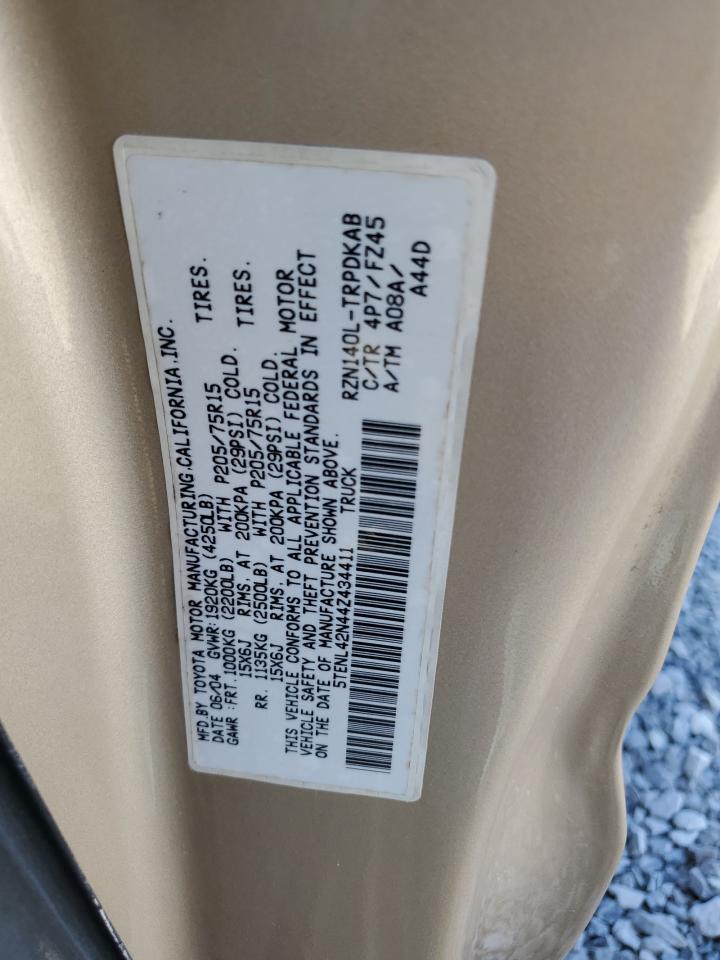 MFD.BY TOYOTA MOTOR MANUFACTURING,CALIFORNIA,INC.
DATE 06/04 GVWR:1920KG (4250LB)
GAWR :FRT.1000KG (2200LB) WITH P205/75R15 TIRES.
15X6J RIMS, AT 200KPA (29PSI) COLD.
RR. 1135KG (2500LB) WITH P205/75R15 TIRES.
15X6J RIMS, AT 200KPA (29PSI) COLD.
THIS VEHICLE CONFORMS TO ALL APPLICABLE FEDERAL MOTOR
VEHICLE SAFETY AND THEFT PREVENTION STANDARDS IN EFFECT
ON THE DATE OF MANUFACTURE SHOWN ABOVE.
5TENL42N44Z434411 TRUCK
RZN140L-TRPDKAB
C/TR 4P7/FZ45
A/TM A08A/
A44D